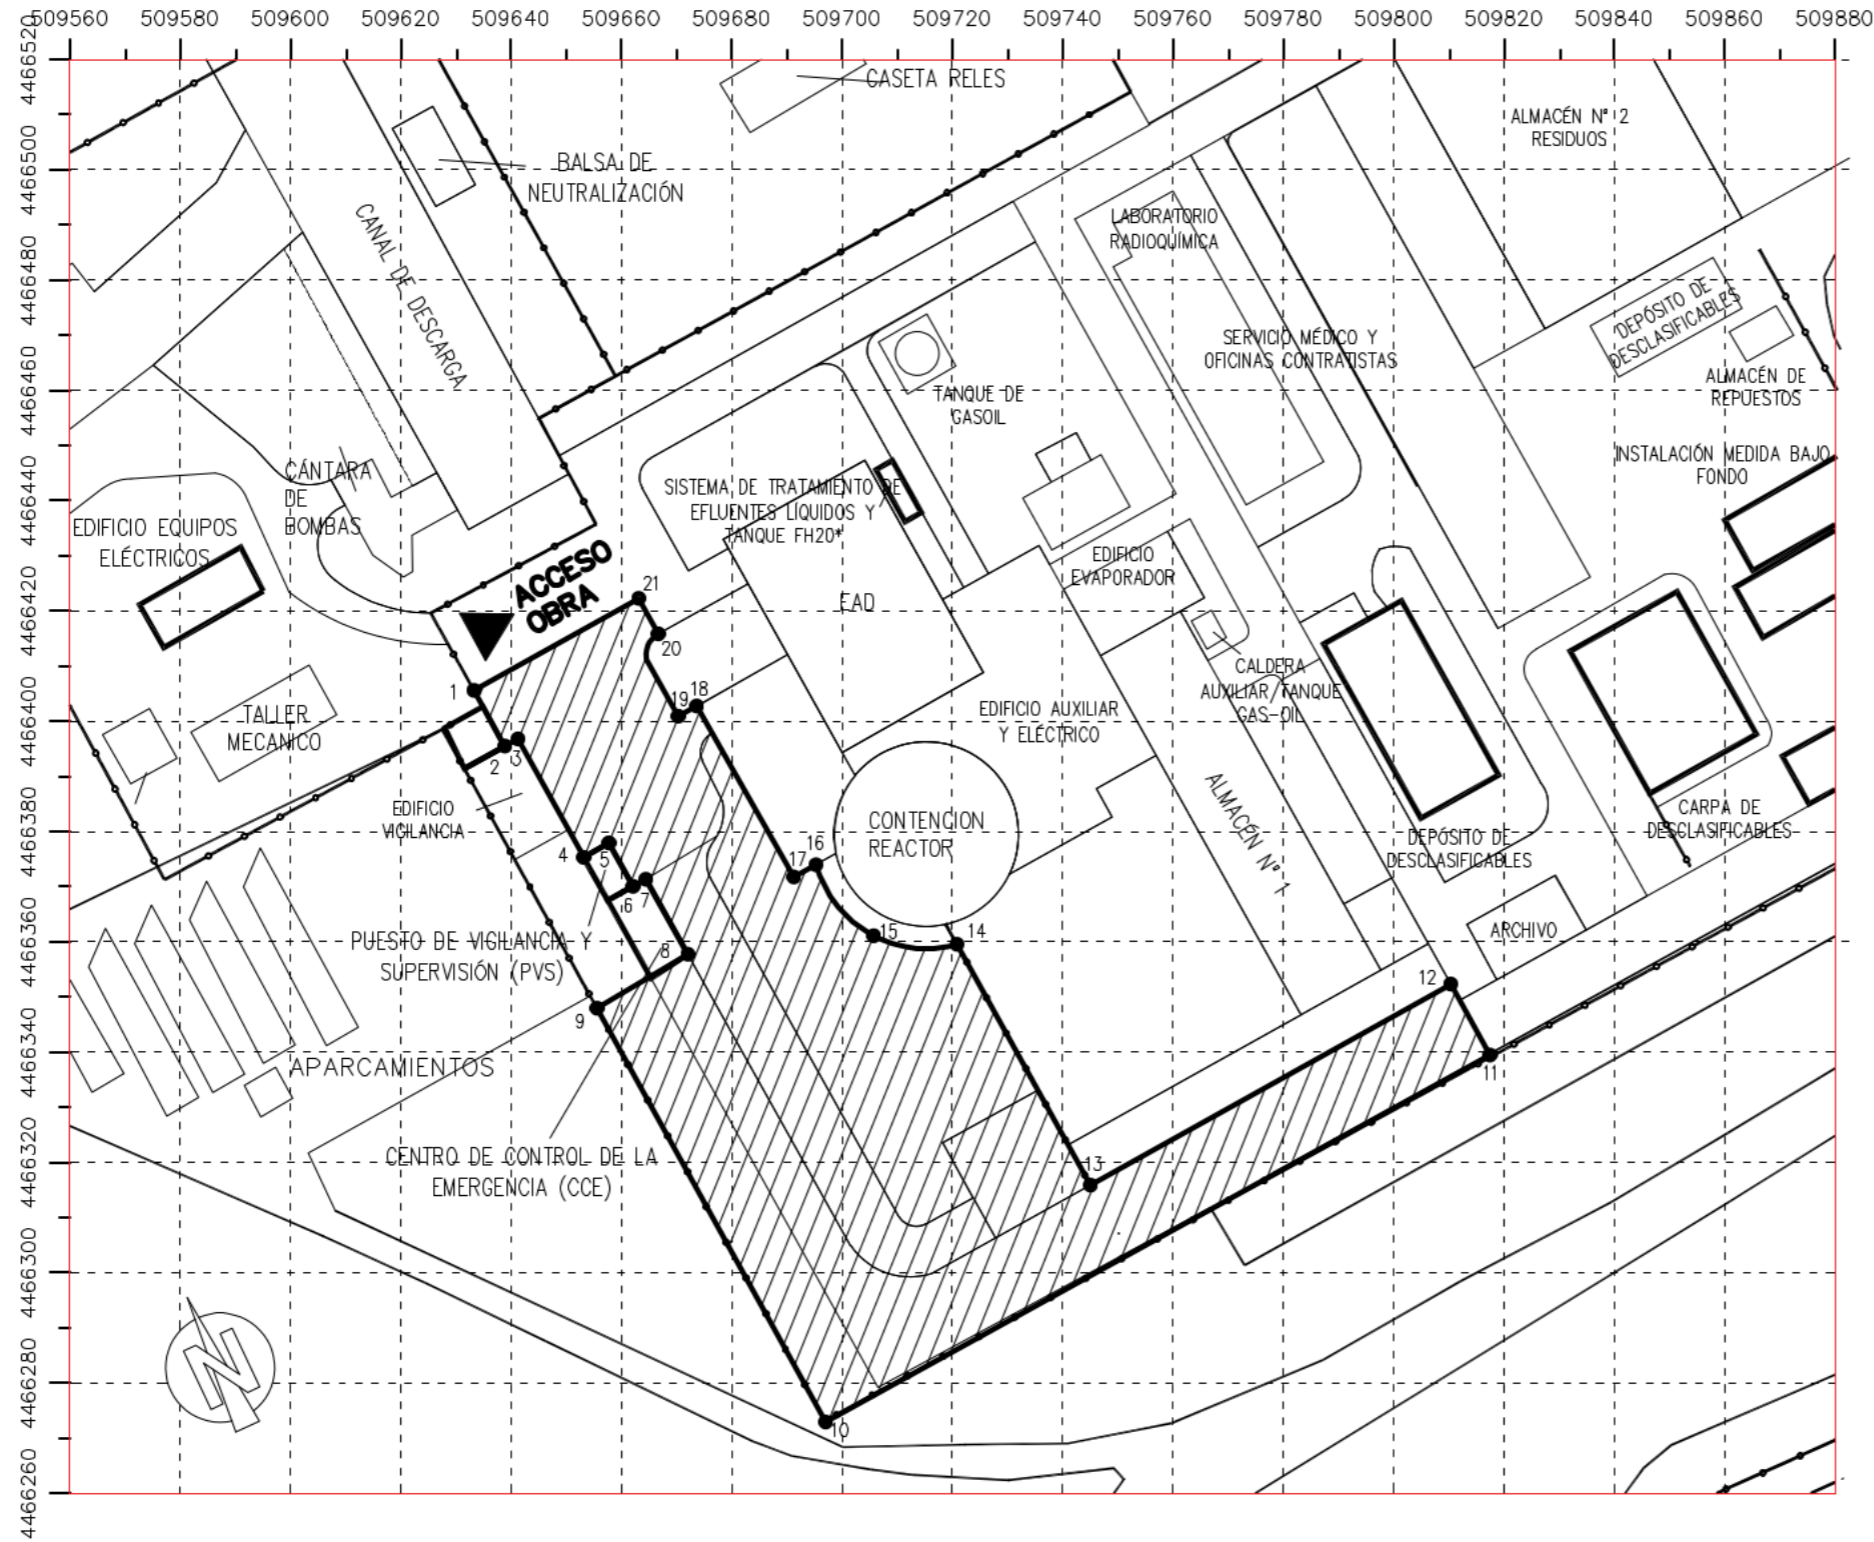 509560 509580 509600 509620 509640 509660 509680 509700 509720 509740 509760 509780 509800 509820 509840 509860 509880
4466520
4466500
4466480
4466460
4466440
4466420
4466400
4466380
4466360
4466340
4466320
4466300
4466280
4466260
CASETA RELES
ALMACÉN Nº 2
RESIDUOS
BALSA DE
NEUTRALIZACIÓN
CANAL DE DESCARGA
LABORATORIO
RADIOQUÍMICA
DEPÓSITO DE
DESCLASIFICABLES
SERVICIO MÉDICO Y
OFICINAS CONTRATISTAS
TANQUE DE
GASOIL
ALMACÉN DE
REPUESTOS
INSTALACIÓN MEDIDA BAJO
FONDO
CÁNTARA
DE
BOMBAS
SISTEMA DE TRATAMIENTO DE
EFLUENTES LÍQUIDOS Y
TANQUE FH20*
EDIFICIO EQUIPOS
ELÉCTRICOS
ACCESO
OBRA
EDIFICIO
EVAPORADOR
EAD
21
20
19
18
1
2
3
CALDERA
AUXILIAR/TANQUE
GAS-OIL
TALLER
MECANICO
EDIFICIO AUXILIAR
Y ELÉCTRICO
EDIFICIO
VIGILANCIA
CONTENCION
REACTOR
ALMACÉN Nº 1
DEPÓSITO DE
DESCLASIFICABLES
CARPA DE
DESCLASIFICABLES
4
5
6
7
8
9
17
16
15
14
ARCHIVO
PUESTO DE VIGILANCIA Y
SUPERVISIÓN (PVS)
12
11
APARCAMIENTOS
CENTRO DE CONTROL DE LA
EMERGENCIA (CCE)
13
10
N